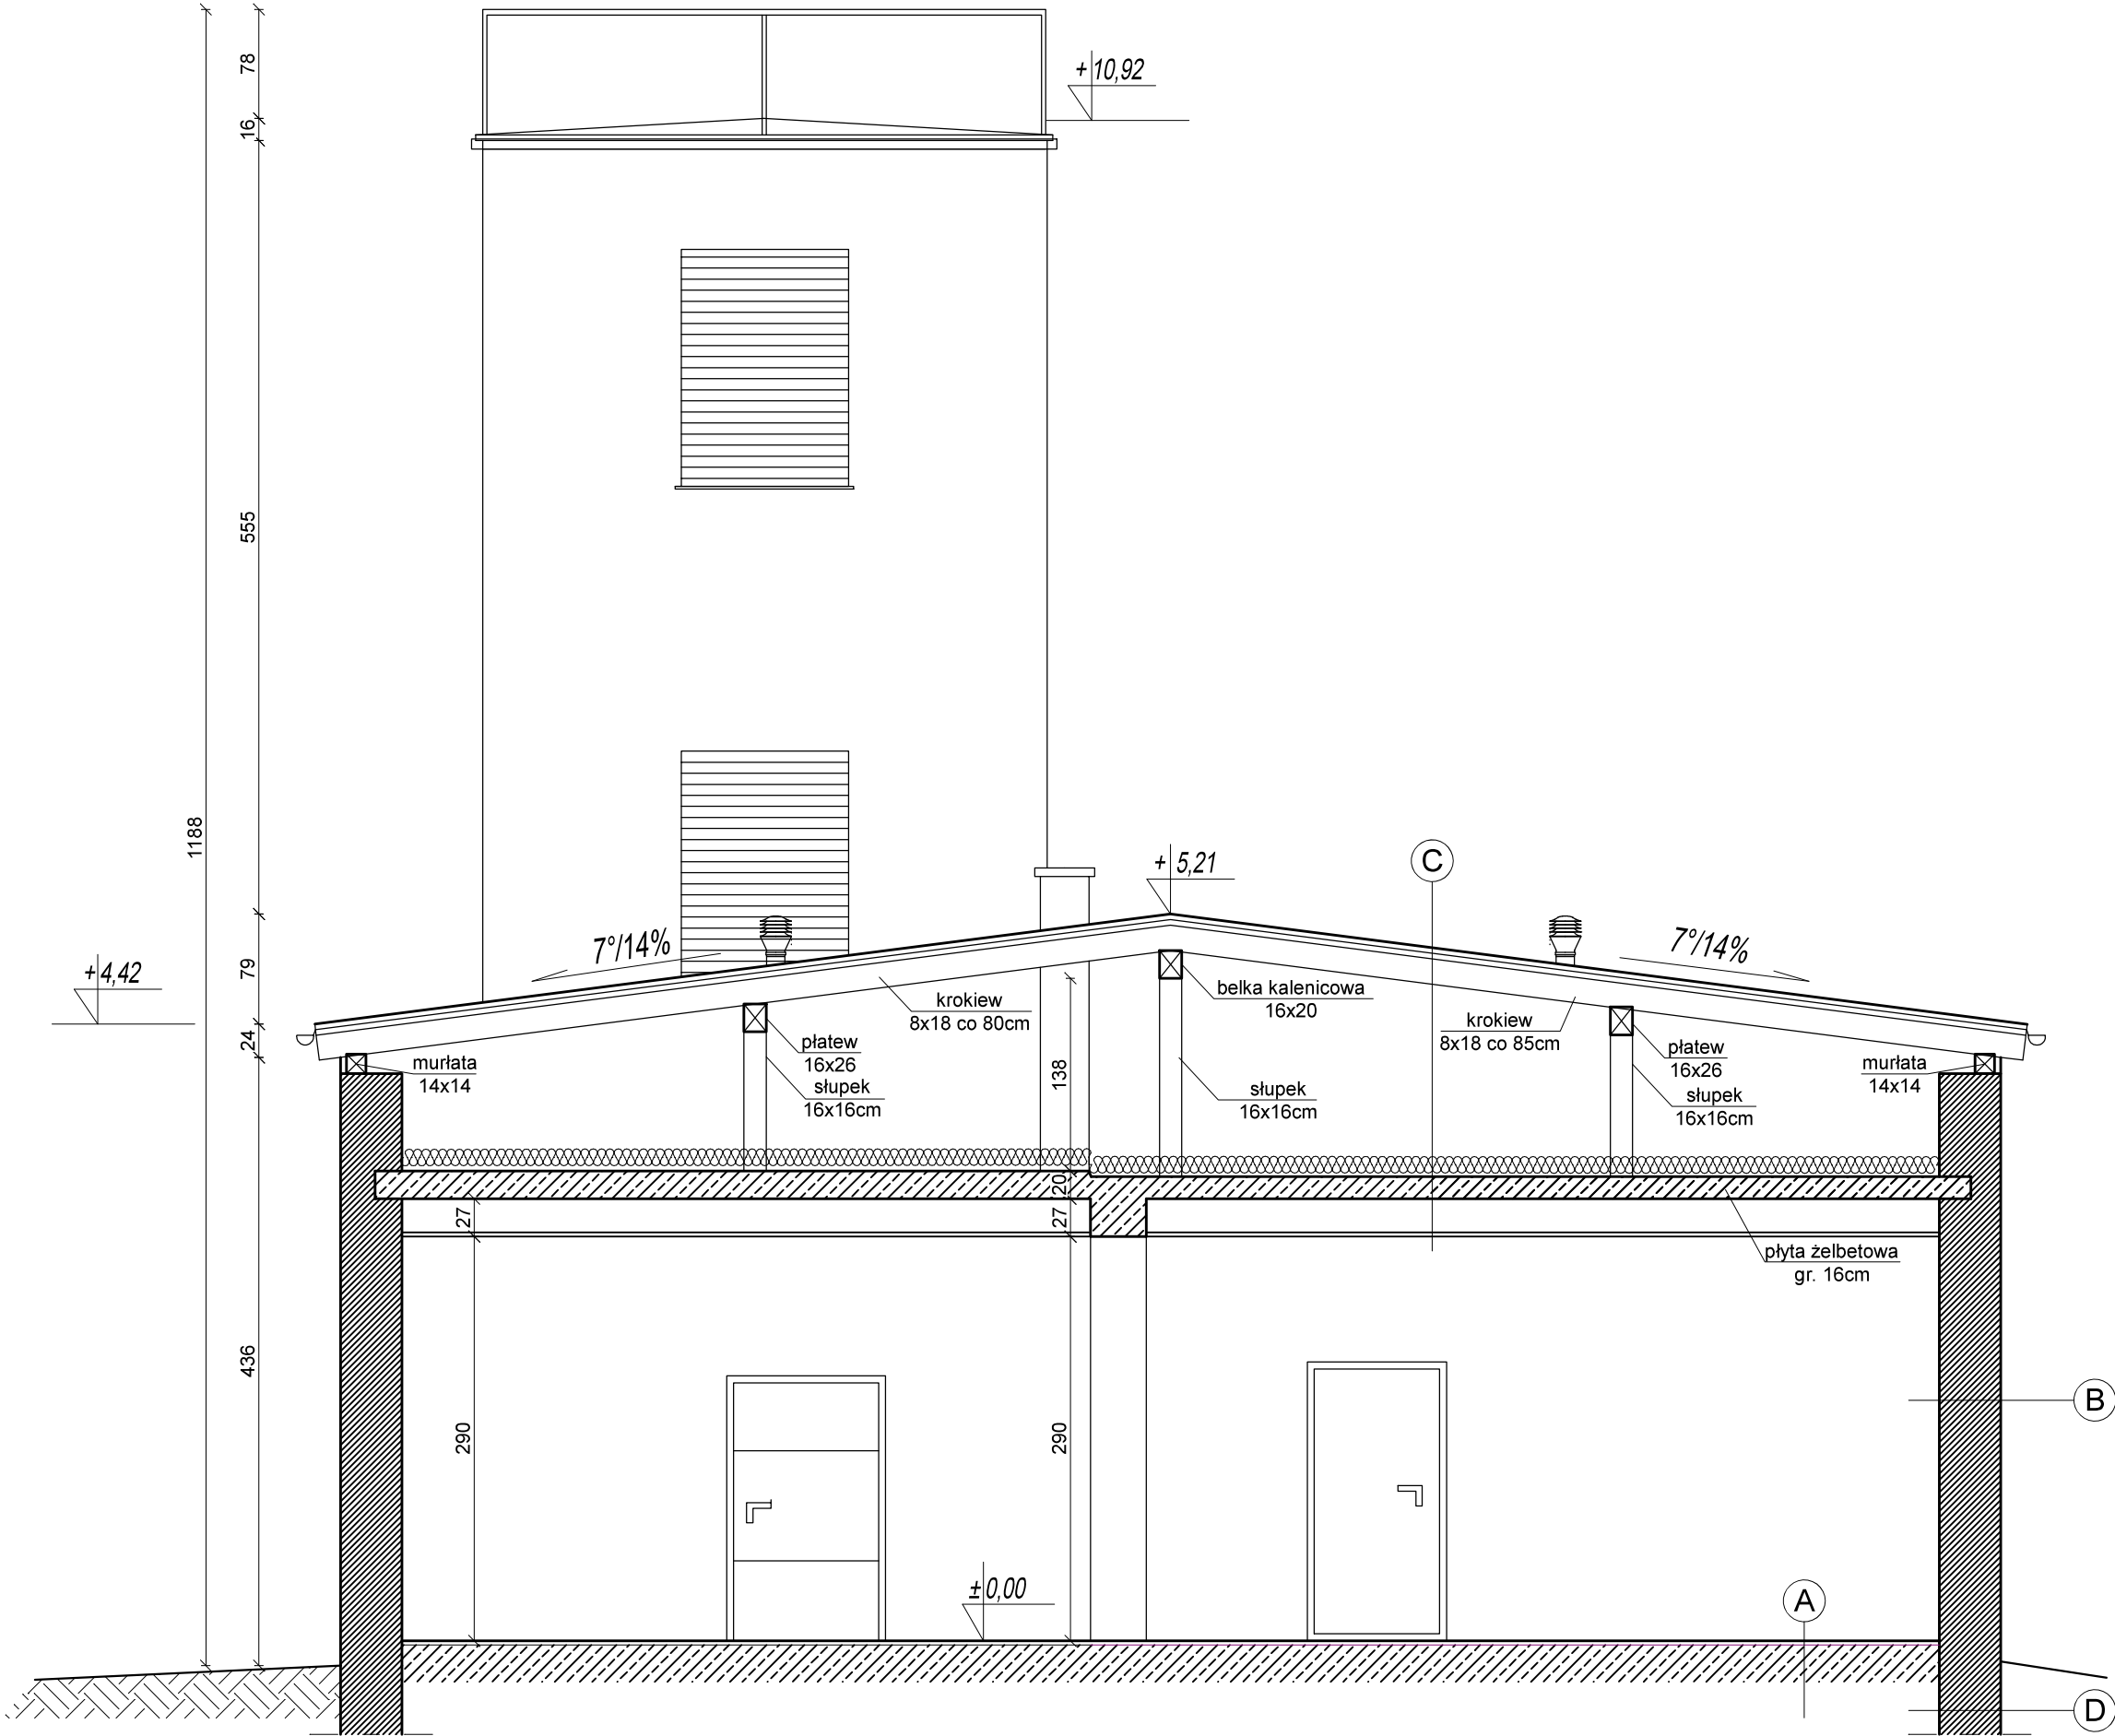 78
+10,92
16
555
1188
C
+ 5,21
7°/14%
7°/14%
+4,42
79
krokiew
8x18 co 80cm
belka kalenicowa
16x20
krokiew
8x18 co 85cm
24
murłata
14x14
płatew
16x26
słupek
16x16cm
138
słupek
16x16cm
płatew
16x26
słupek
16x16cm
murłata
14x14
20
27
27
płyta żelbetowa
gr. 16cm
436
290
290
B
±0,00
A
D